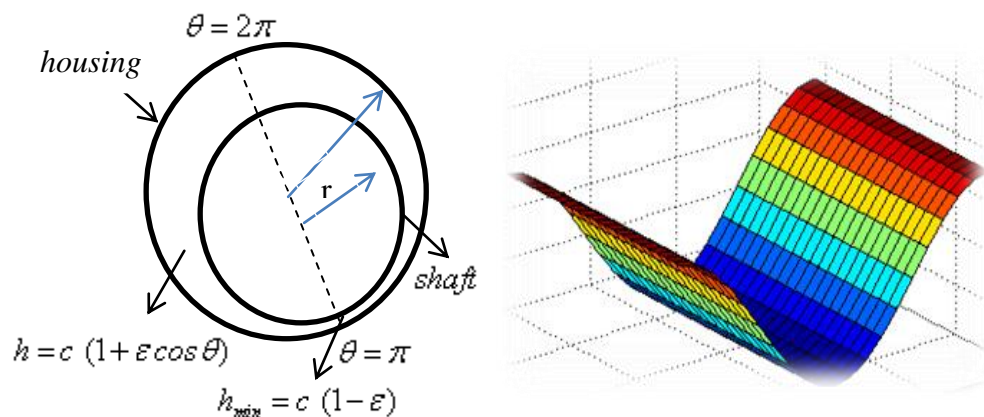 θ = 2π
housing
r
shaft
h = c (1 + ε cos θ)
θ = π
h_min = c (1 − ε)